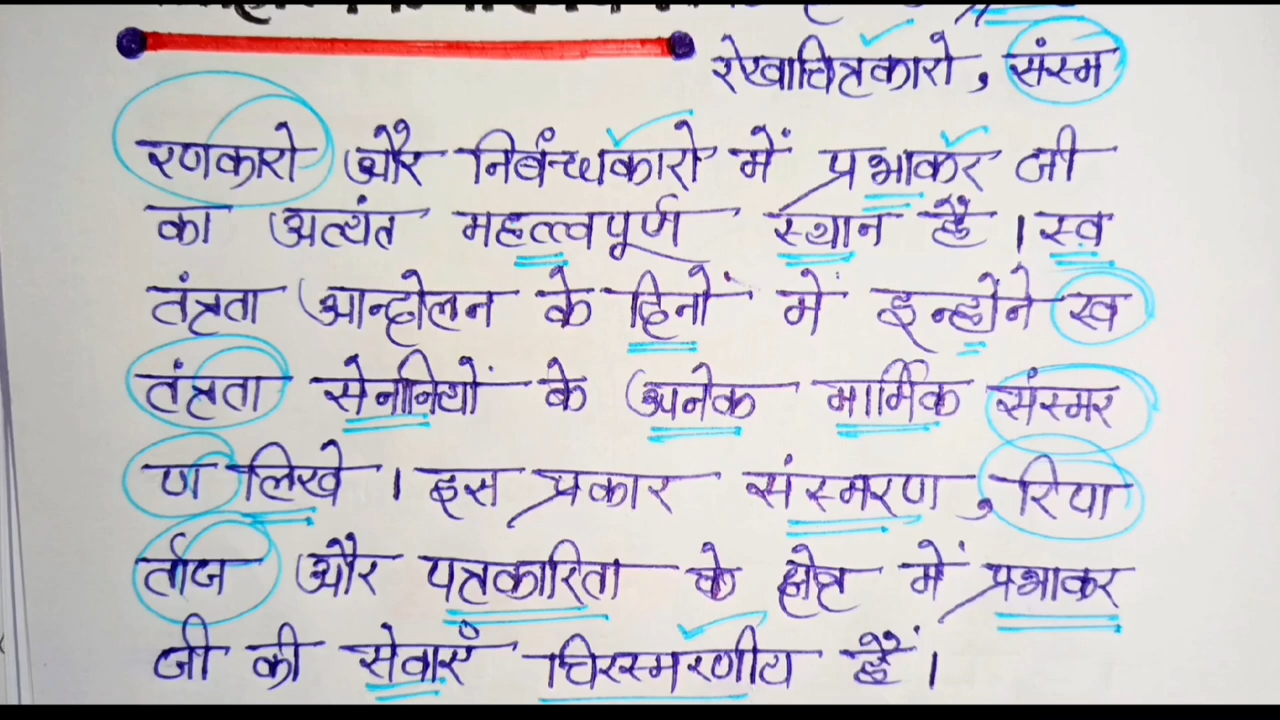 रेखाचित्रकारो, संस्म
रणकारो और निबंन्धकारो में प्रभाकर जी
का अत्यंत महत्त्वपूर्ण स्थान है । स्व
तंत्रता आन्दोलन के दिनों में इन्होंने स्व
तंत्रता सेनानियों के अनेक मार्मिक संस्मर
ण लिखे । इस प्रकार संस्मरण, रिपा
र्ताज और पत्रकारिता के क्षेत्र में प्रभाकर
जी की सेवाएँ चिरस्मरणीय हैं ।